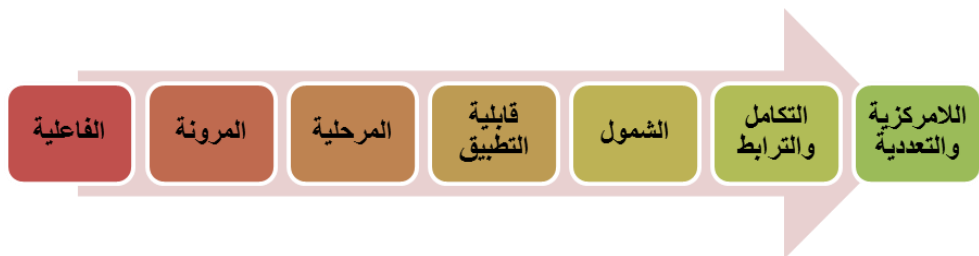 اللامركزية
والتعددية
التكامل
والترابط
الشمول
قابلية
التطبيق
المرحلية
المرونة
الفاعلية